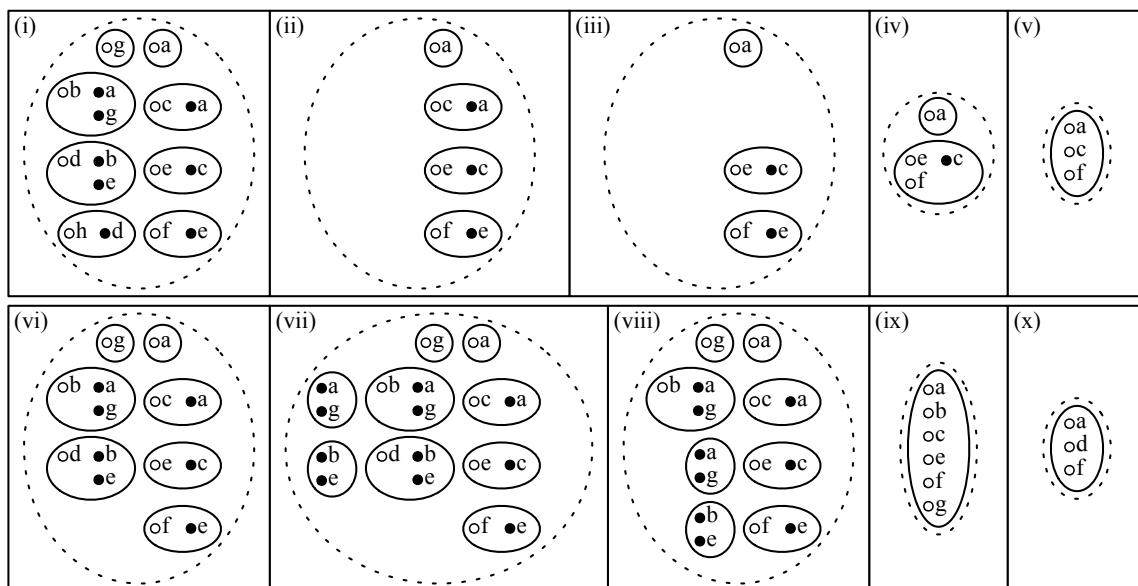 (i)
g a
b a c a
g
d b e c
e
h d f e
(ii)
a
c a
e c
f e
(iii)
a
e c
f e
(iv)
a
e c
f
(v)
a
c
f
(vi)
g a
b a c a
g
d b e c
e
f e
(vii)
g a
a b a c a
g g
b d b e c
e e
f e
(viii)
g a
b a c a
g
a e c
g
b f e
e
(ix)
a
b
c
e
f
g
(x)
a
d
f